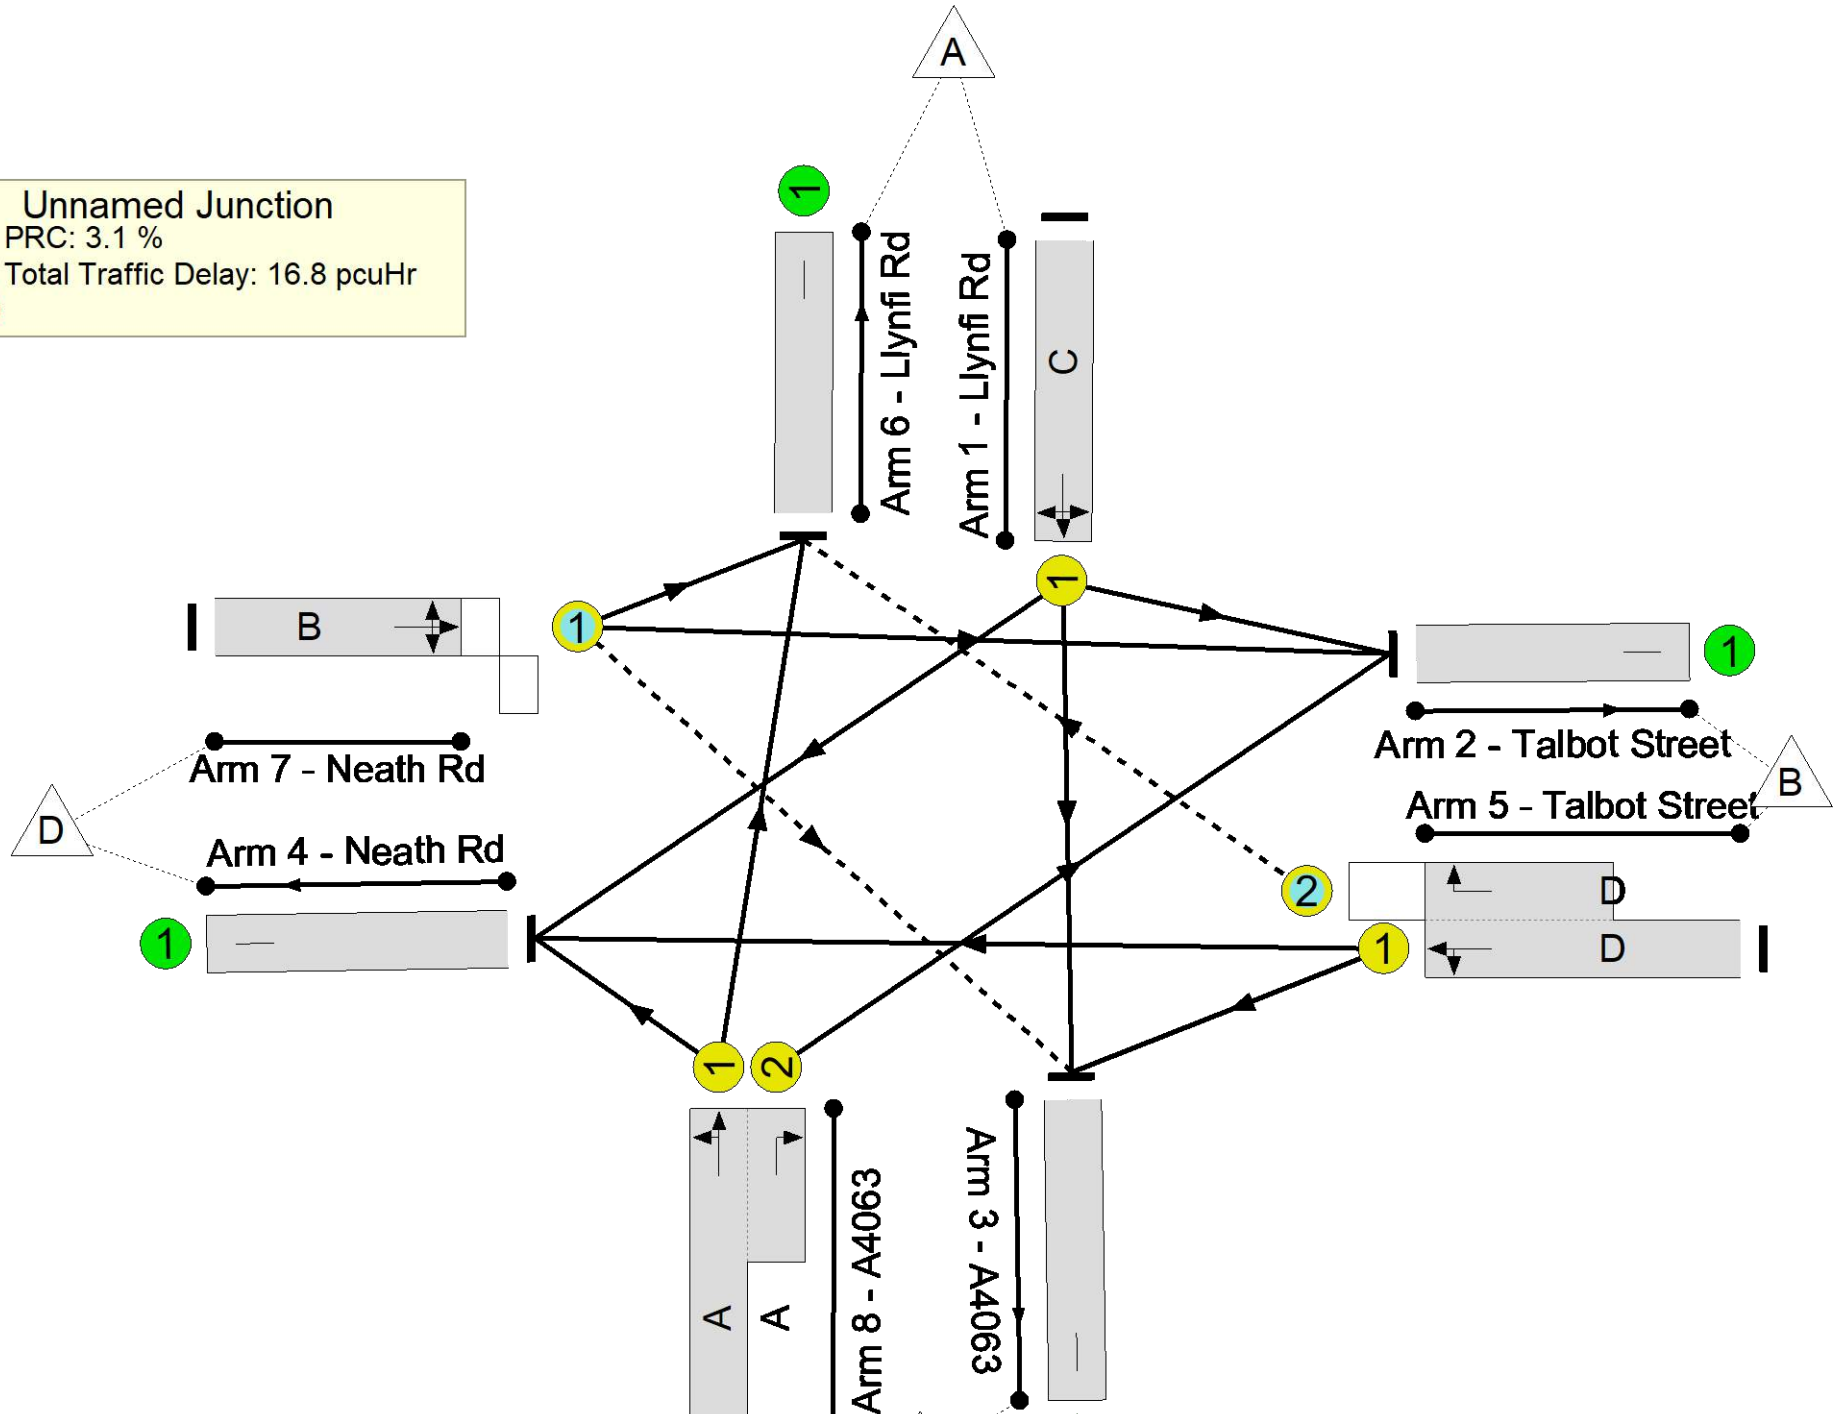 A
Unnamed Junction
PRC: 3.1 %
Total Traffic Delay: 16.8 pcuHr
1
Arm 6 - Llynfi Rd
Arm 1 - Llynfi Rd
C
1
B
1
1
Arm 7 - Neath Rd
Arm 2 - Talbot Street
B
Arm 5 - Talbot Street
D
Arm 4 - Neath Rd
2
D
1
1
D
1
2
Arm 8 - A4063
Arm 3 - A4063
A
A